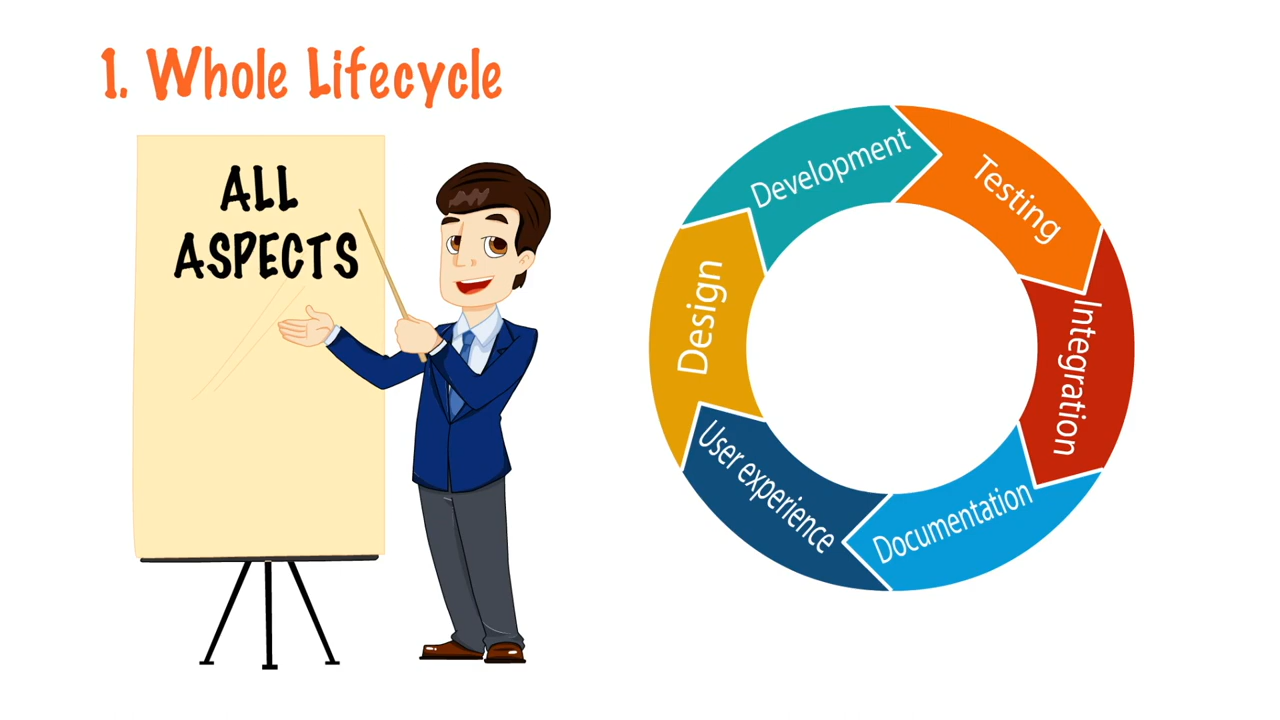 1. Whole Lifecycle
ALL
ASPECTS
Development
Testing
Integration
Documentation
User experience
Design